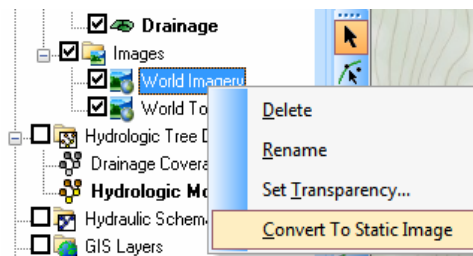 Drainage
Images
World Imagery
World To
Delete
Hydrologic Tree
Rename
Drainage Covera
Hydrologic Mo
Set Transparency...
Hydraulic Schem
Convert To Static Image
GIS Layers